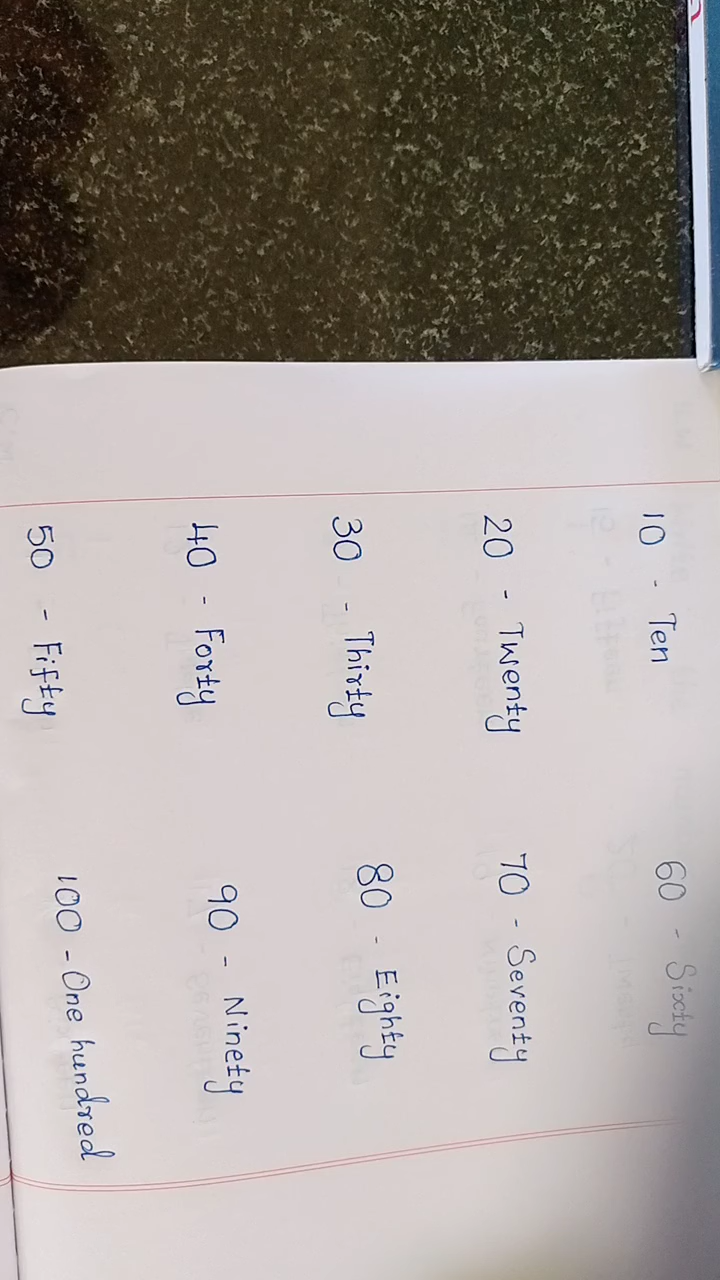 10 - Ten 60 - Sixty
20 - Twenty 70 - Seventy
30 - Thirty 80 - Eighty
40 - Forty 90 - Ninety
50 - Fifty 100 - One hundred